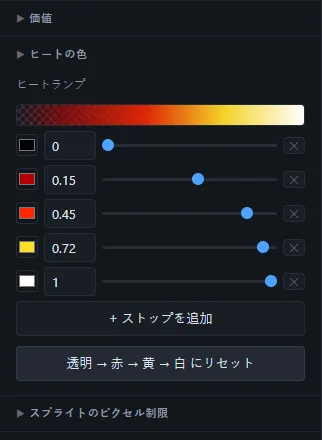 ▶ 価値
▶ ヒートの色
ヒートランプ
0
0.15
0.45
0.72
1
+ ストップを追加
透明 → 赤 → 黄 → 白 にリセット
▶ スプライトのピクセル制限